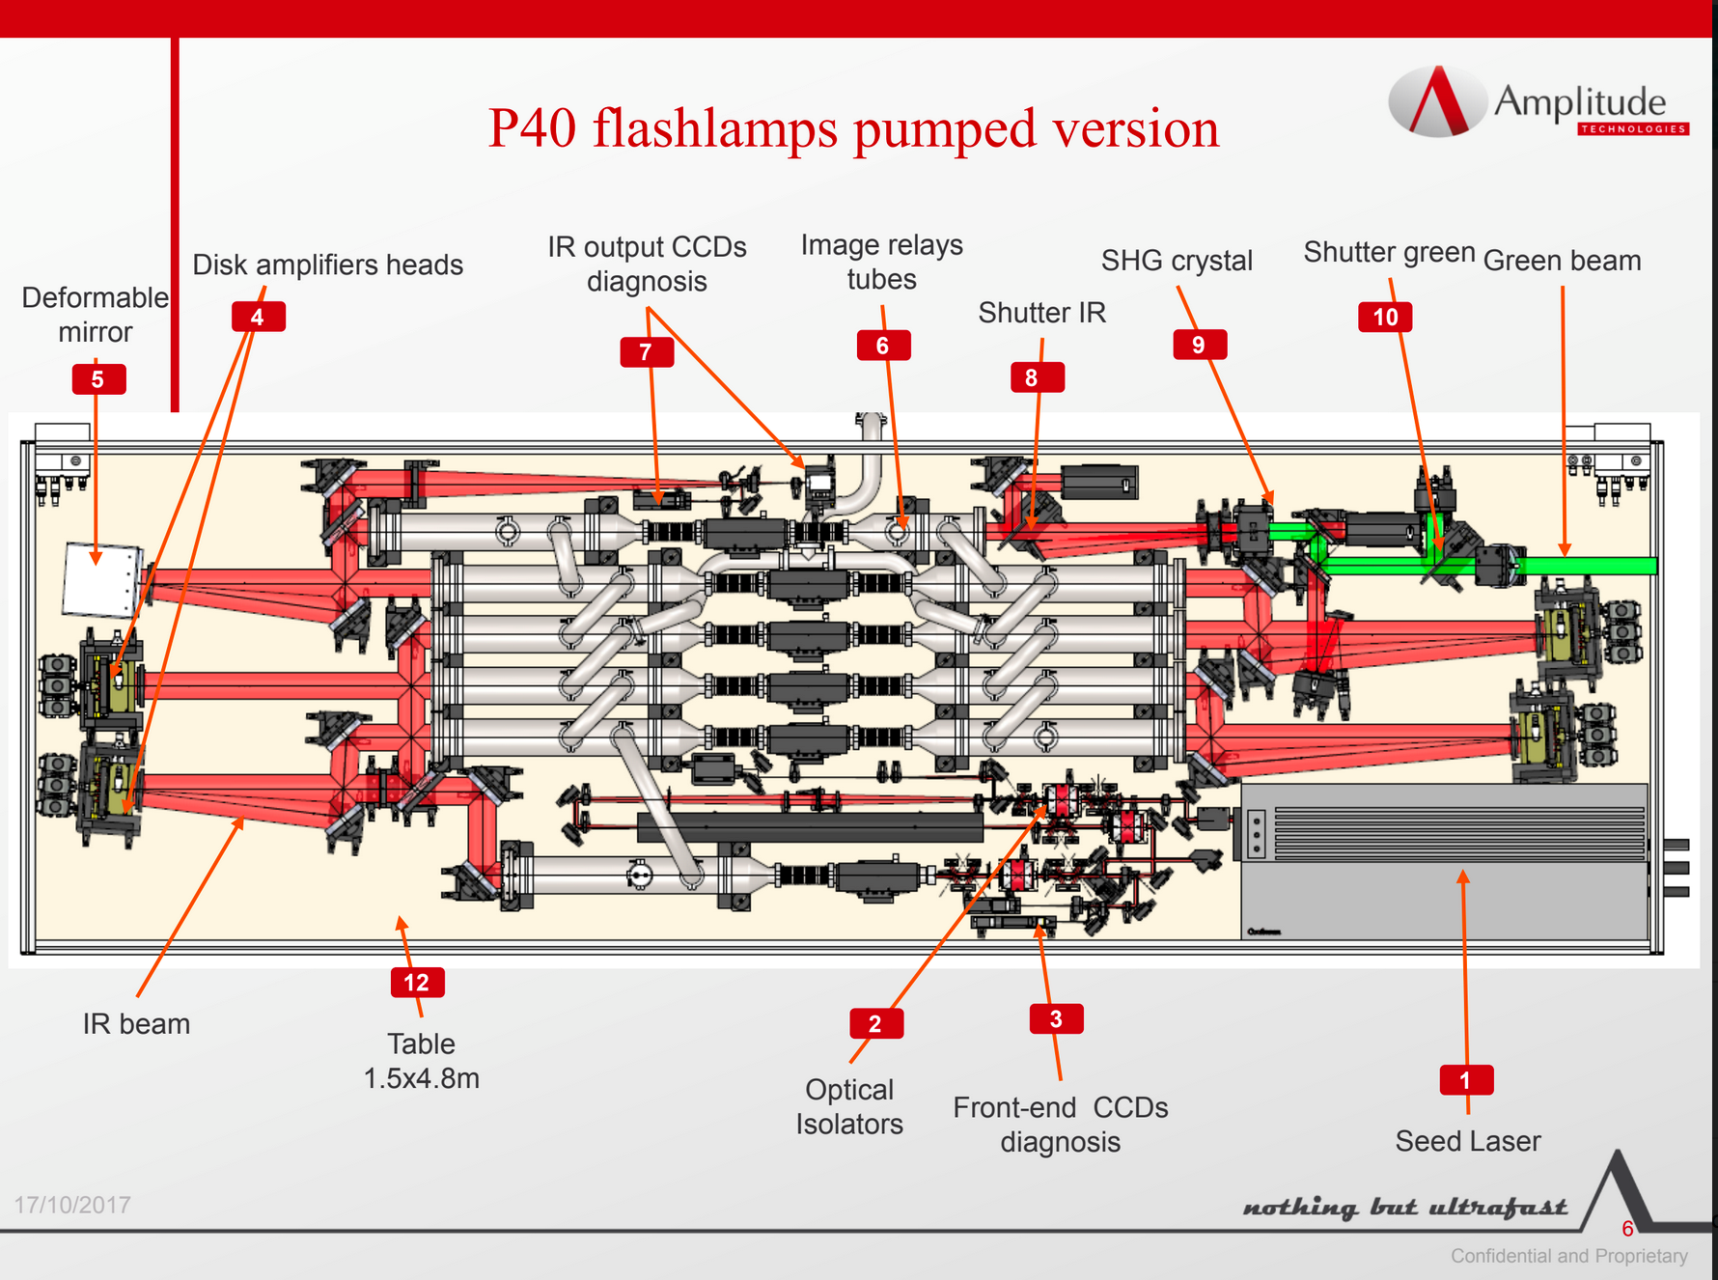 P40 flashlamps pumped version
Amplitude
TECHNOLOGIES
Deformable
mirror
5
Disk amplifiers heads
4
IR output CCDs
diagnosis
7
Image relays
tubes
6
Shutter IR
8
SHG crystal
9
Shutter green
10
Green beam
IR beam
12
Table
1.5x4.8m
2
Optical
Isolators
3
Front-end CCDs
diagnosis
1
Seed Laser
Continuum
17/10/2017
nothing but ultrafast
6
Confidential and Proprietary